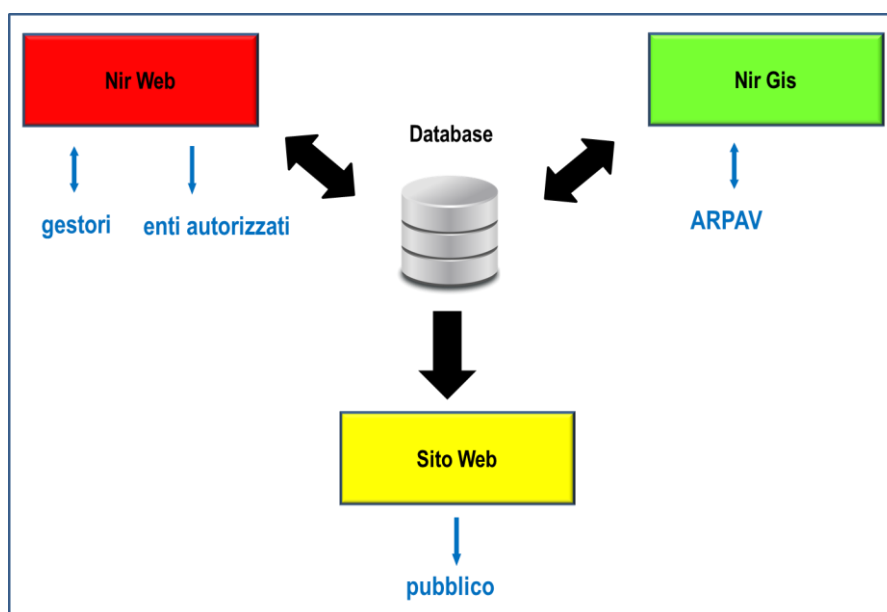 Nir Web
Nir Gis
Database
gestori
enti autorizzati
ARPAV
Sito Web
pubblico